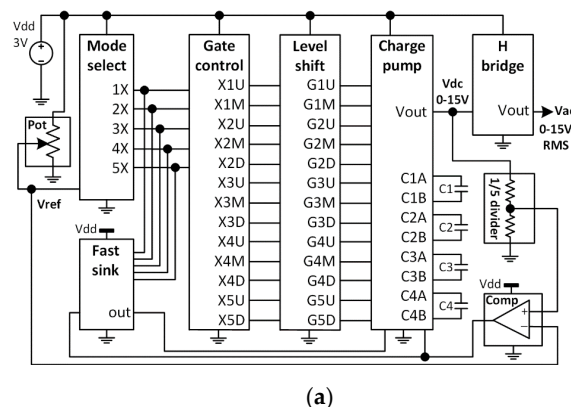 Vdd
3V
Pot
Vref
Mode
select
1X
2X
3X
4X
5X
Vdd
Fast
sink
out
Gate
control
X1U
X1M
X2U
X2M
X2D
X3U
X3M
X3D
X4U
X4M
X4D
X5U
X5D
Level
shift
G1U
G1M
G2U
G2M
G2D
G3U
G3M
G3D
G4U
G4M
G4D
G5U
G5D
Charge
pump
Vout
C1A
C1B
C2A
C2B
C3A
C3B
C4A
C4B
C1
C2
C3
C4
Vdc
0-15V
H
bridge
Vout
Vac
0-15V
RMS
1/5 divider
Vdd
Comp
+
-
(a)